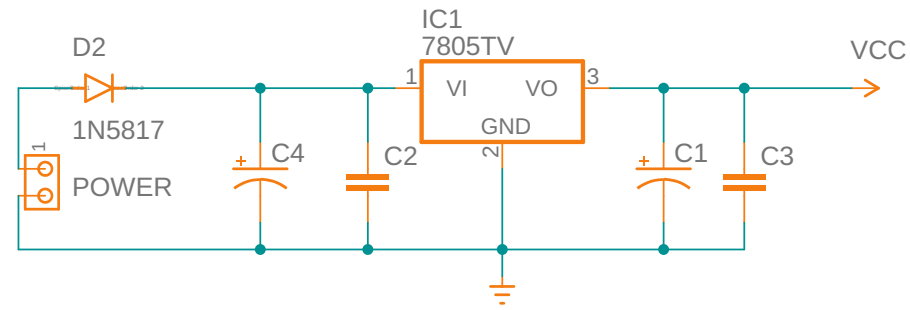 IC1
7805TV
D2
VCC
1
3
VI
VO
GND
1N5817
1
2
C4
C2
C1
C3
POWER